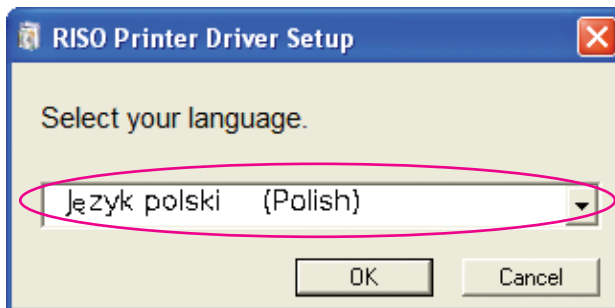 RISO Printer Driver Setup
Select your language.
Język polski (Polish)
OK Cancel